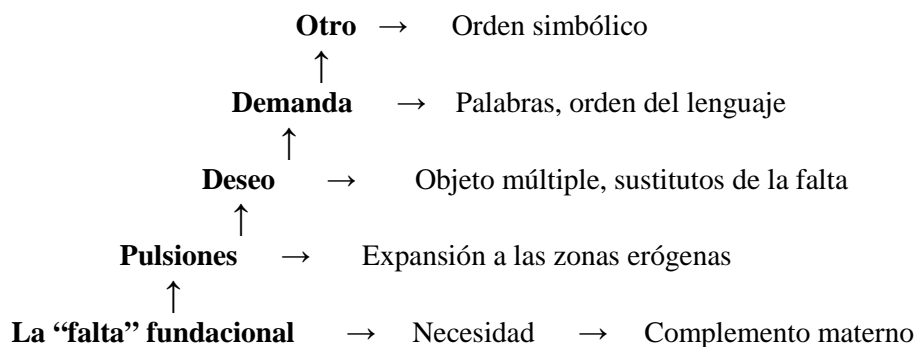 Otro → Orden simbólico
↑
Demanda → Palabras, orden del lenguaje
↑
Deseo → Objeto múltiple, sustitutos de la falta
↑
Pulsiones → Expansión a las zonas erógenas
↑
La “falta” fundacional → Necesidad → Complemento materno